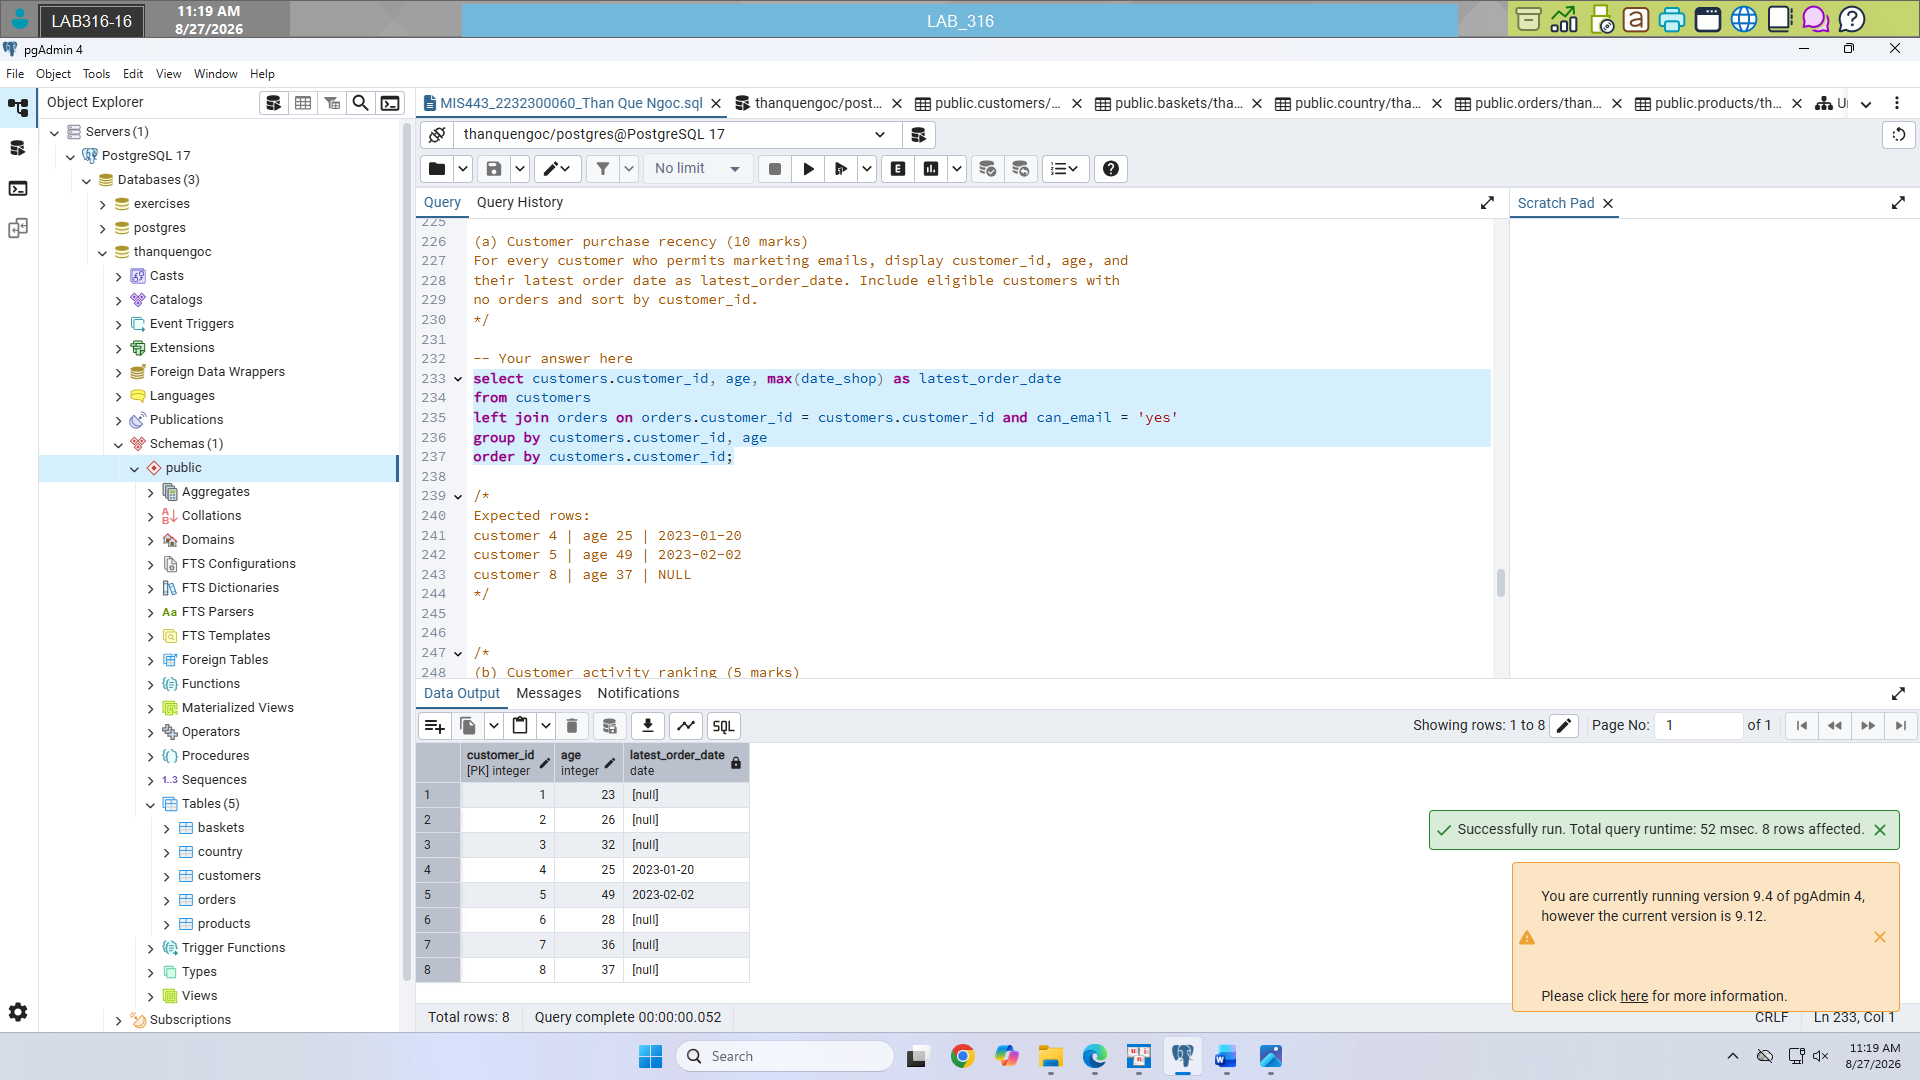 LAB316-16
11:19 AM
8/27/2026
LAB_316
pgAdmin 4
File Object Tools Edit View Window Help
Object Explorer
MIS443_2232300060_Than Que Ngoc.sql
thanquengoc/post...
public.customers/...
public.baskets/tha...
public.country/tha...
public.orders/than...
public.products/th...
Servers (1)
PostgreSQL 17
Databases (3)
exercises
postgres
thanquengoc
Casts
Catalogs
Event Triggers
Extensions
Foreign Data Wrappers
Languages
Publications
Schemas (1)
public
Aggregates
Collations
Domains
FTS Configurations
FTS Dictionaries
Aa FTS Parsers
FTS Templates
Foreign Tables
Functions
Materialized Views
Operators
Procedures
1..3 Sequences
Tables (5)
baskets
country
customers
orders
products
Trigger Functions
Types
Views
Subscriptions
thanquengoc/postgres@PostgreSQL 17
No limit
Query Query History
Scratch Pad
225
226 (a) Customer purchase recency (10 marks)
227 For every customer who permits marketing emails, display customer_id, age, and
228 their latest order date as latest_order_date. Include eligible customers with
229 no orders and sort by customer_id.
230 */
231
232 -- Your answer here
233 select customers.customer_id, age, max(date_shop) as latest_order_date
234 from customers
235 left join orders on orders.customer_id = customers.customer_id and can_email = 'yes'
236 group by customers.customer_id, age
237 order by customers.customer_id;
238
239 /*
240 Expected rows:
241 customer 4 | age 25 | 2023-01-20
242 customer 5 | age 49 | 2023-02-02
243 customer 8 | age 37 | NULL
244 */
245
246
247 /*
248 (b) Customer activity ranking (5 marks)
Data Output Messages Notifications
SQL
Showing rows: 1 to 8
Page No: 1 of 1
customer_id age latest_order_date
[PK] integer integer date
1 1 23 [null]
2 2 26 [null]
3 3 32 [null]
4 4 25 2023-01-20
5 5 49 2023-02-02
6 6 28 [null]
7 7 36 [null]
8 8 37 [null]
Successfully run. Total query runtime: 52 msec. 8 rows affected.
You are currently running version 9.4 of pgAdmin 4,
however the current version is 9.12.
Please click here for more information.
Total rows: 8 Query complete 00:00:00.052
CRLF Ln 233, Col 1
Search
11:19 AM
8/27/2026